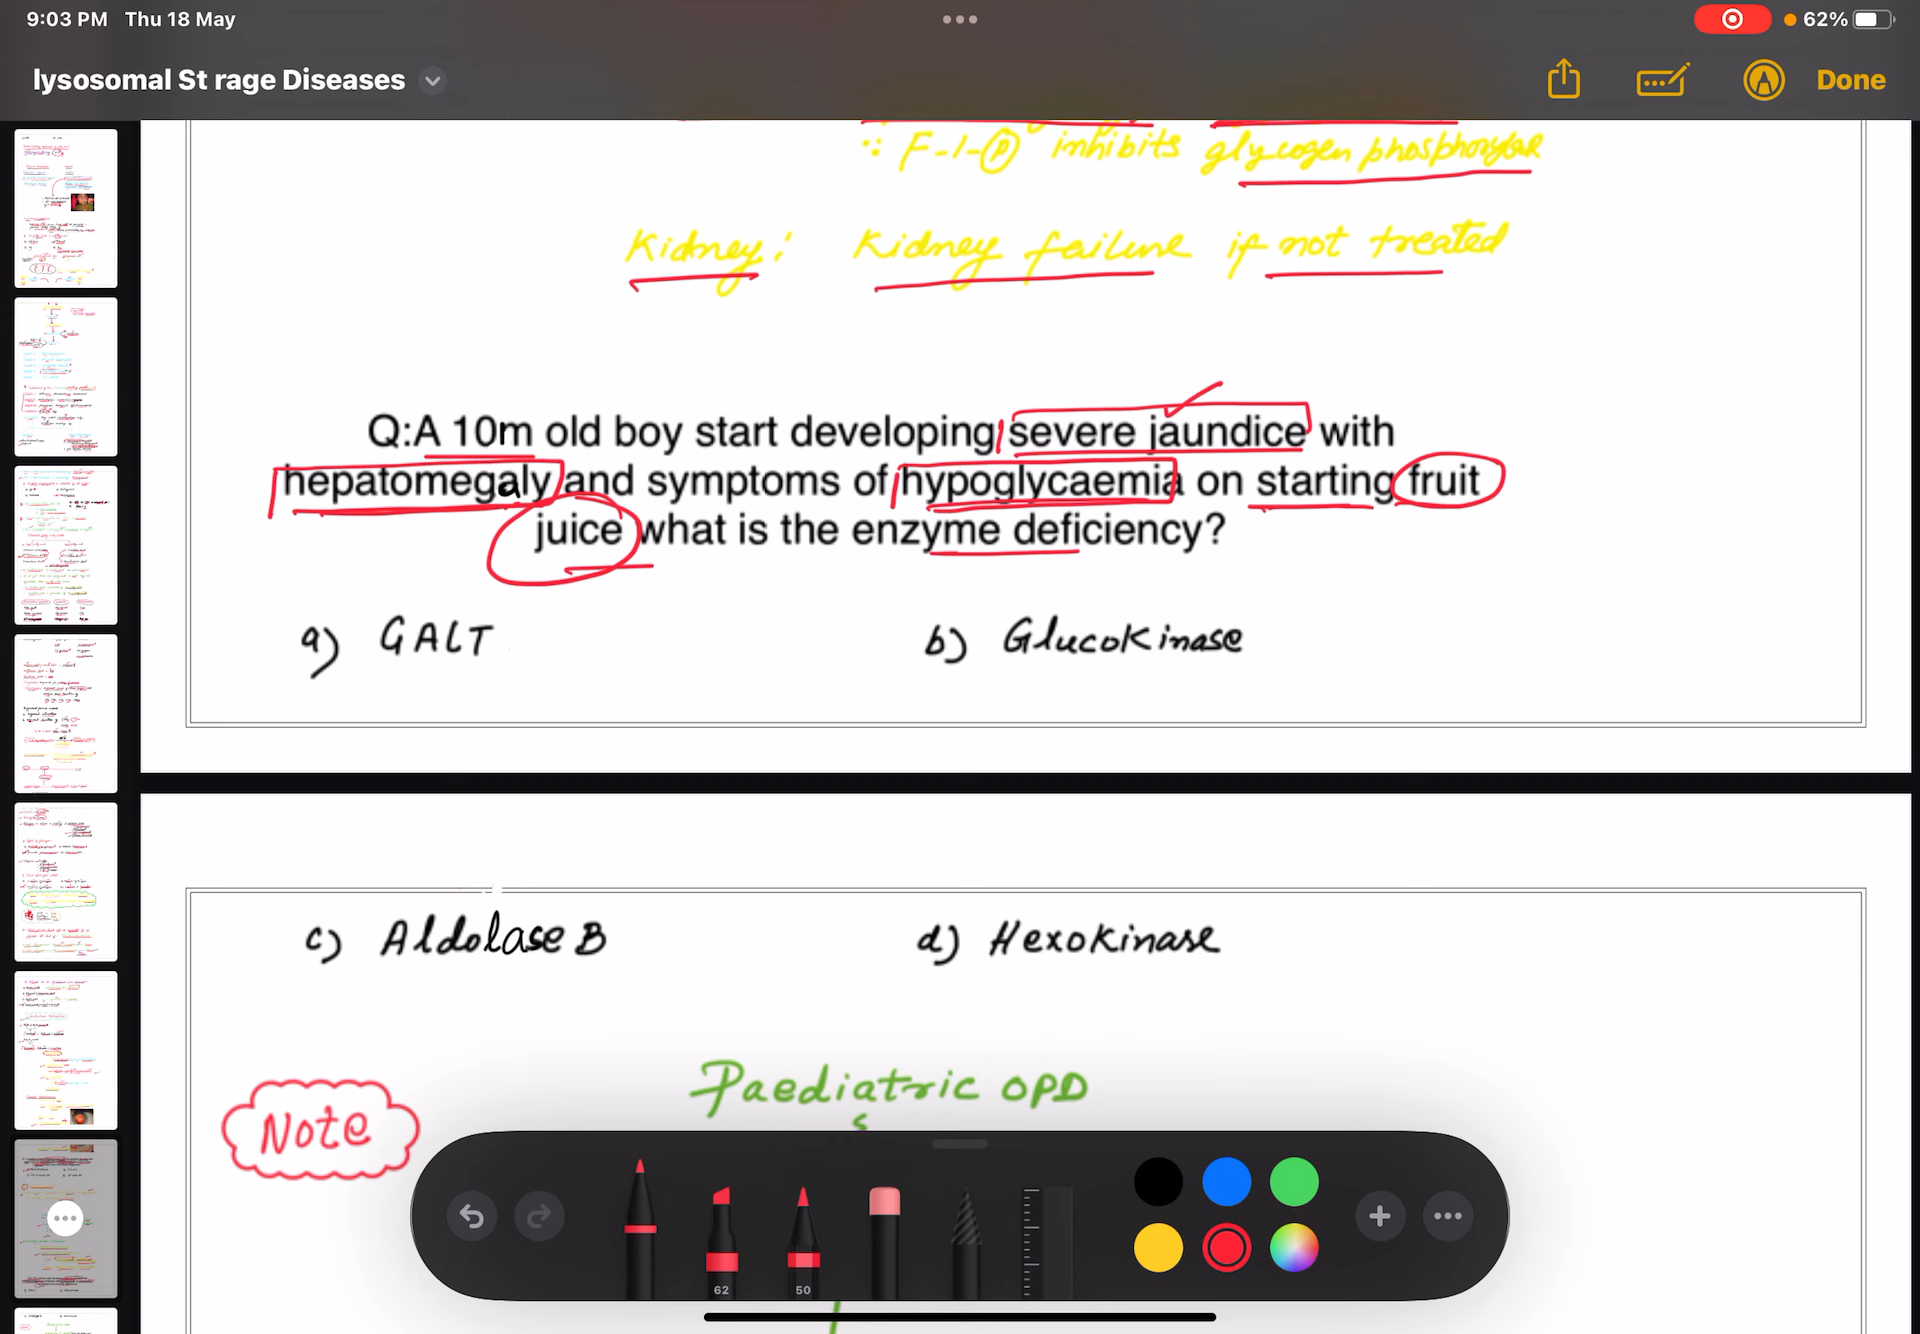 9:03 PM Thu 18 May
62%
lysosomal St rage Diseases
Done
∵ F-1-P inhibits glycogen phosphorylase
Kidney: Kidney failure if not treated
Q:A 10m old boy start developing severe jaundice with
hepatomegaly and symptoms of hypoglycaemia on starting fruit
juice what is the enzyme deficiency?
a) GALT b) Glucokinase
c) Aldolase B d) Hexokinase
Paediatric OPD
Note
62 50